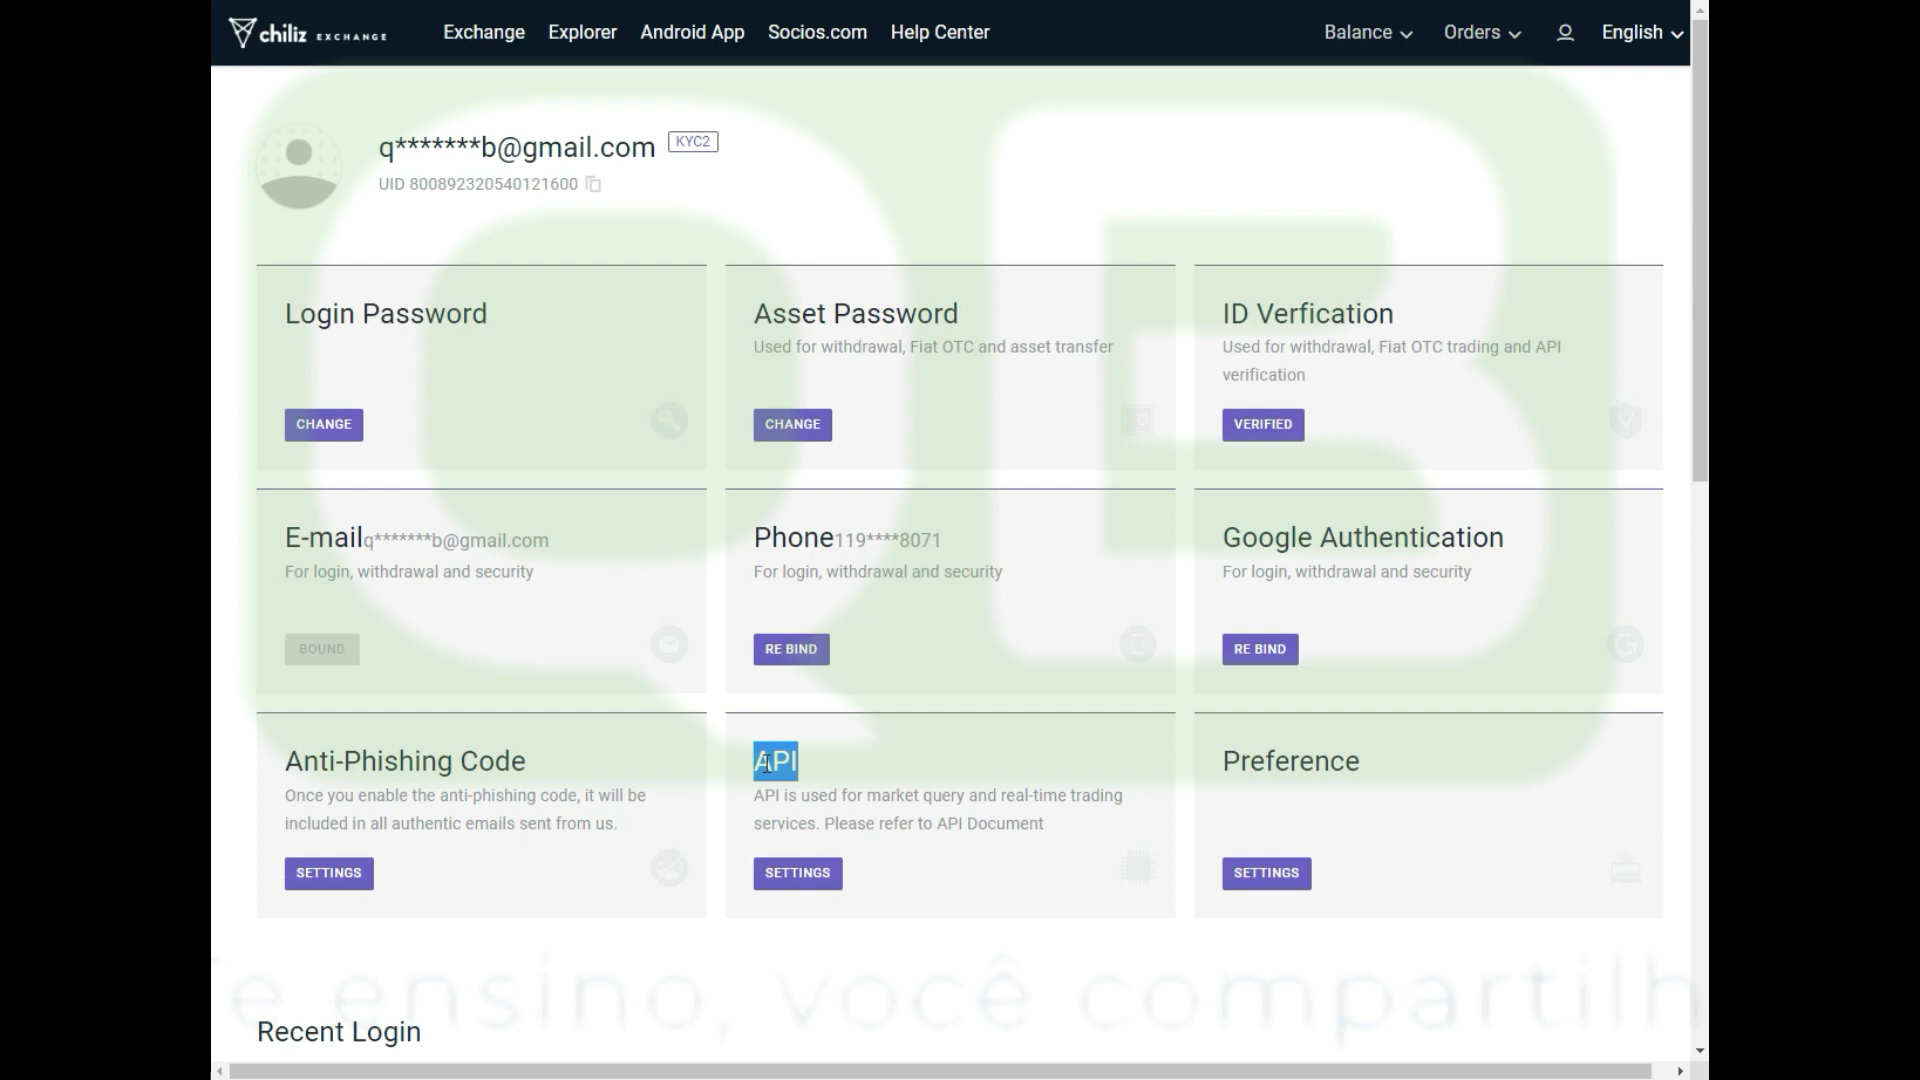 chiliz EXCHANGE Exchange Explorer Android App Socios.com Help Center Balance Orders English
q*******b@gmail.com KYC2
UID 800892320540121600
Login Password
CHANGE
Asset Password
Used for withdrawal, Fiat OTC and asset transfer
CHANGE
ID Verfication
Used for withdrawal, Fiat OTC trading and API
verification
VERIFIED
E-mailq*******b@gmail.com
For login, withdrawal and security
BOUND
Phone119****8071
For login, withdrawal and security
RE BIND
Google Authentication
For login, withdrawal and security
RE BIND
Anti-Phishing Code
Once you enable the anti-phishing code, it will be
included in all authentic emails sent from us.
SETTINGS
API
API is used for market query and real-time trading
services. Please refer to API Document
SETTINGS
Preference
SETTINGS
QB
e ensino, você compartilh
Recent Login